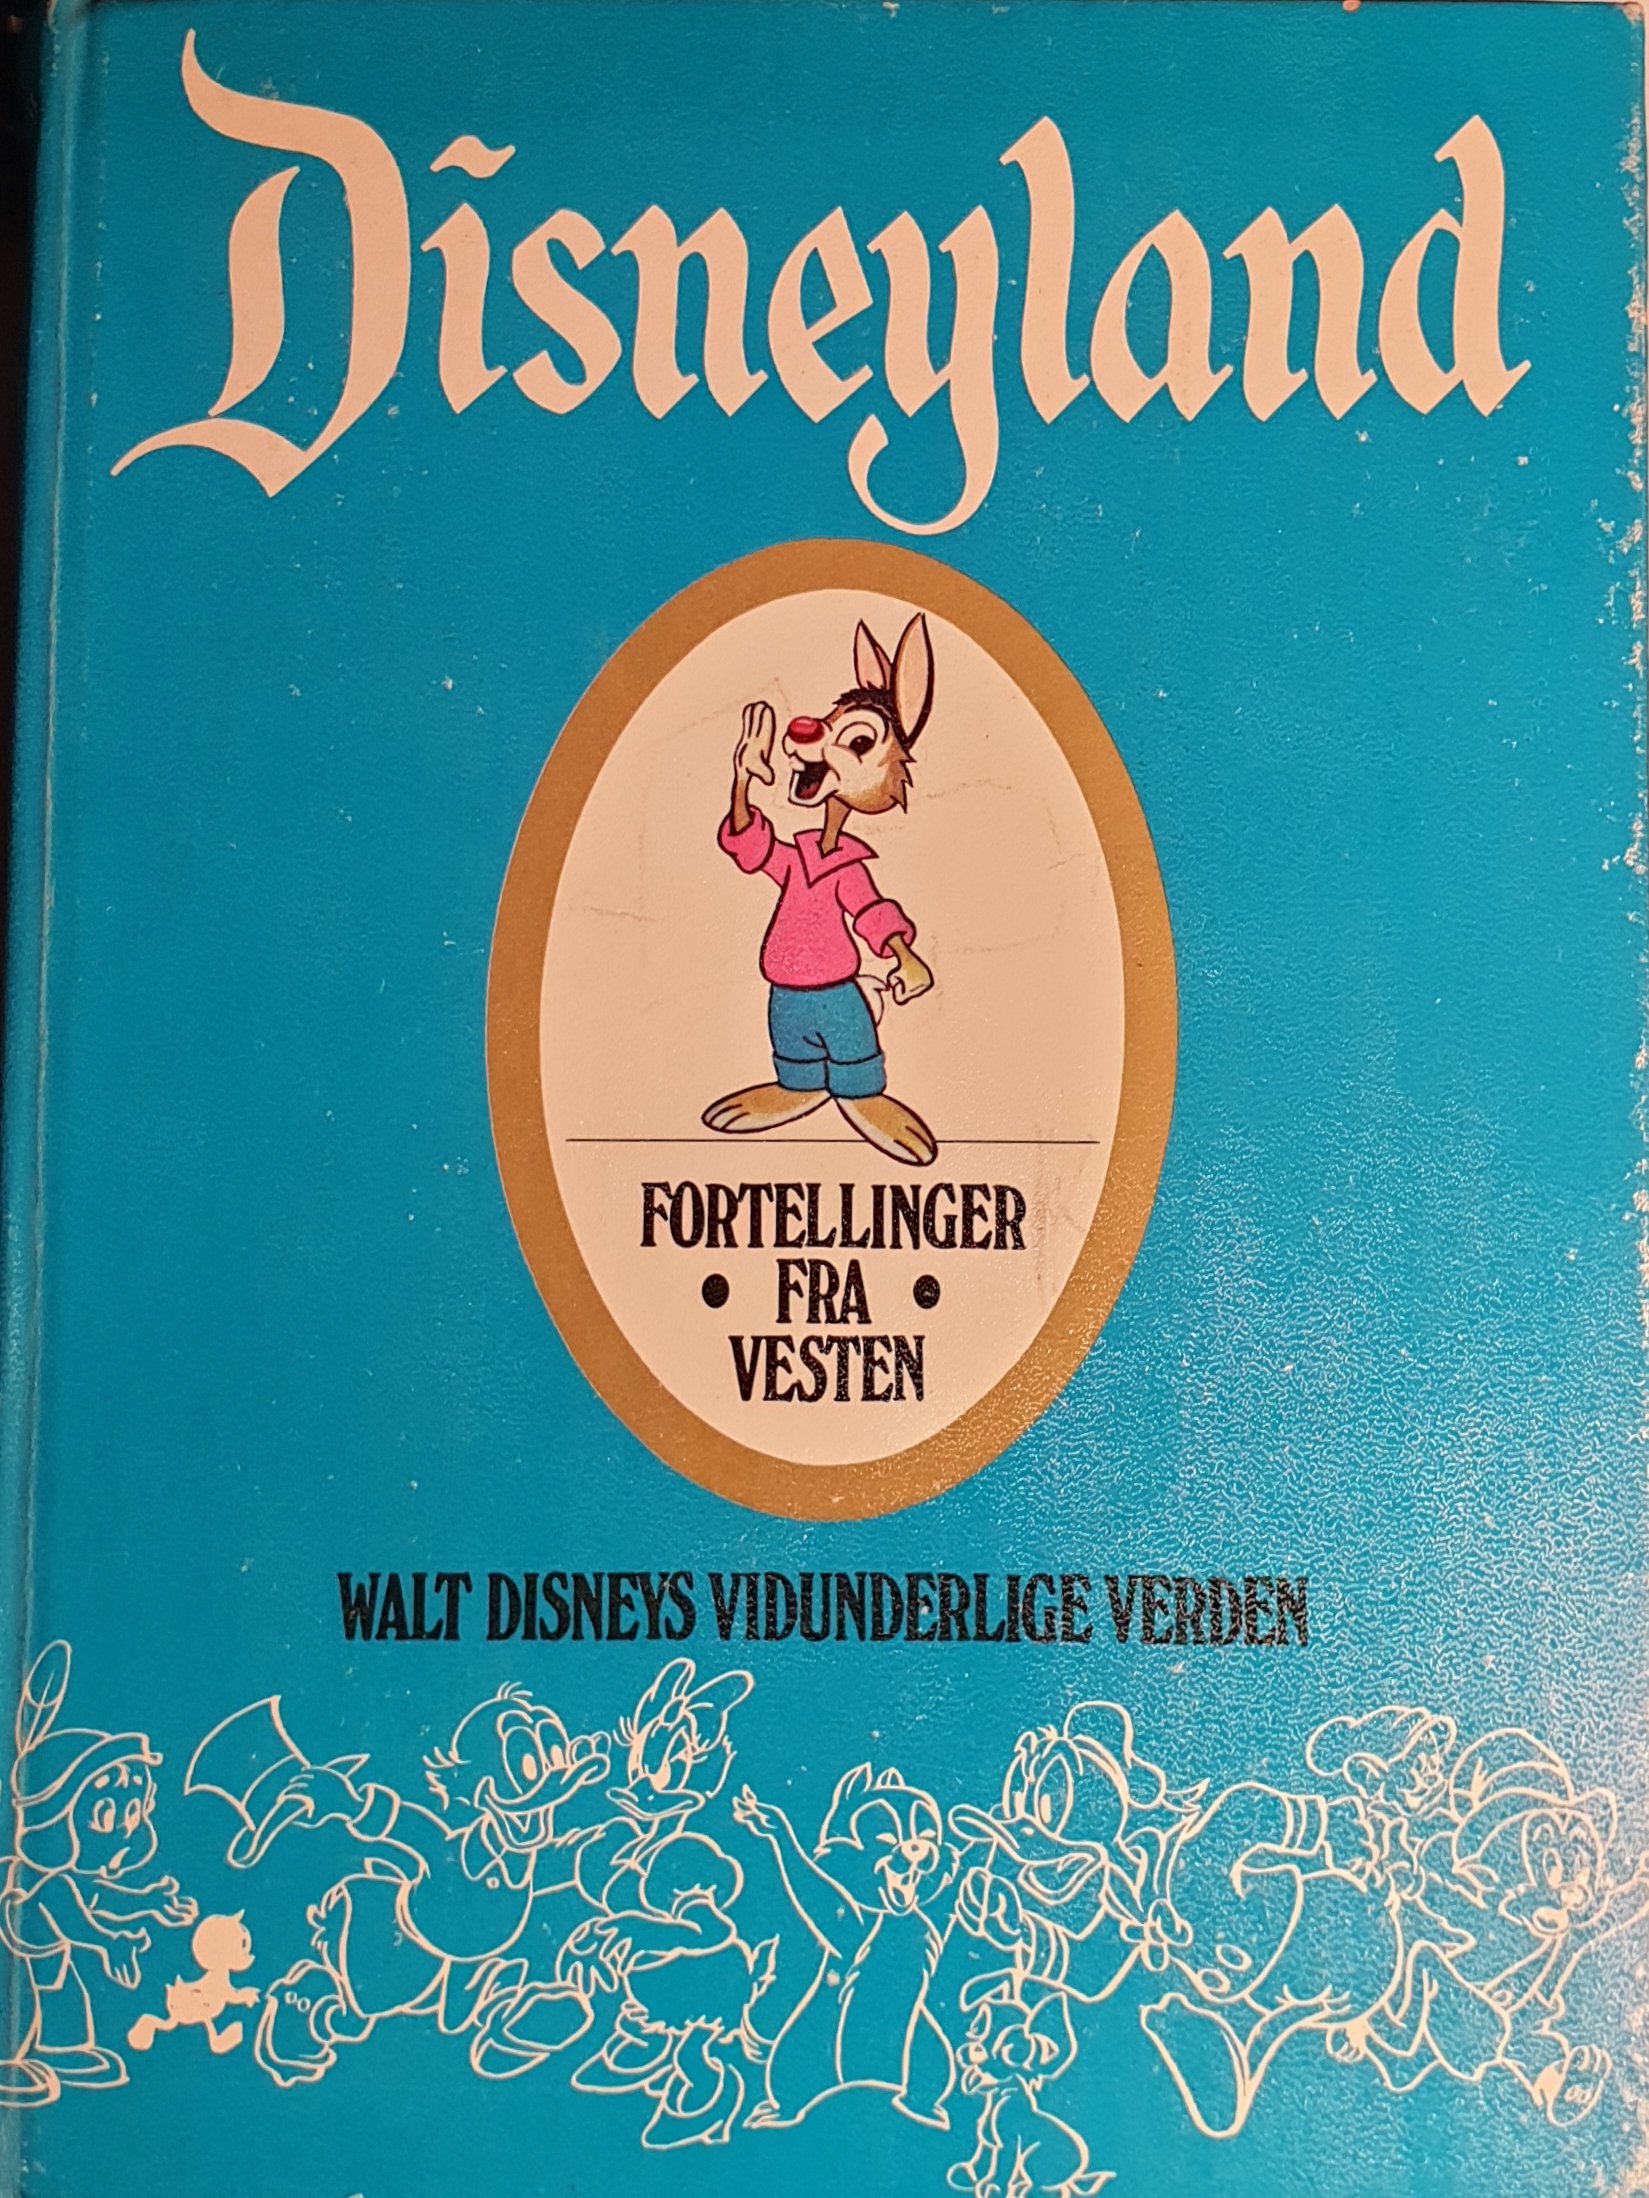 Disneyland
FORTELLINGER
• FRA •
VESTEN
WALT DISNEYS VIDUNDERLIGE VERDEN